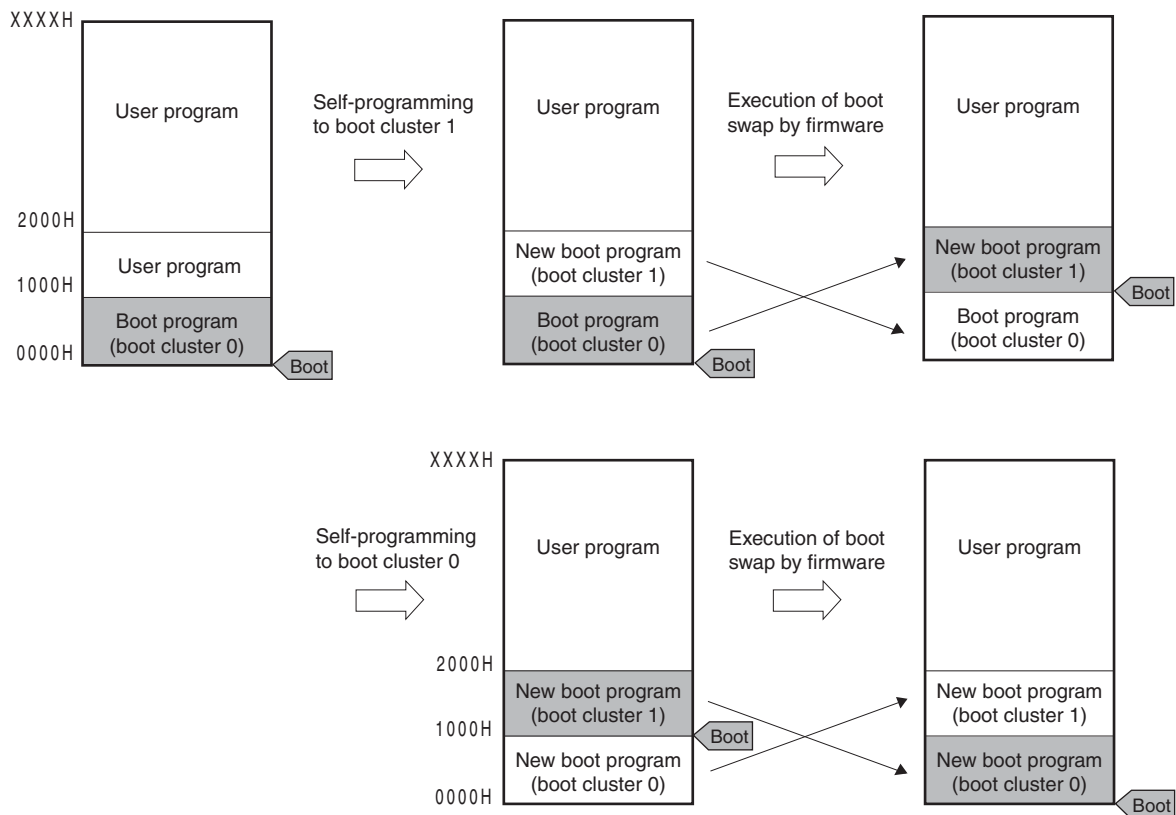 XXXXH
User program
2000H
User program
1000H
Boot program
(boot cluster 0)
0000H
Boot
Self-programming
to boot cluster 1
User program
New boot program
(boot cluster 1)
Boot program
(boot cluster 0)
Boot
Execution of boot
swap by firmware
User program
New boot program
(boot cluster 1)
Boot
Boot program
(boot cluster 0)
Self-programming
to boot cluster 0
XXXXH
User program
2000H
New boot program
(boot cluster 1)
1000H
Boot
New boot program
(boot cluster 0)
0000H
Execution of boot
swap by firmware
User program
New boot program
(boot cluster 1)
New boot program
(boot cluster 0)
Boot